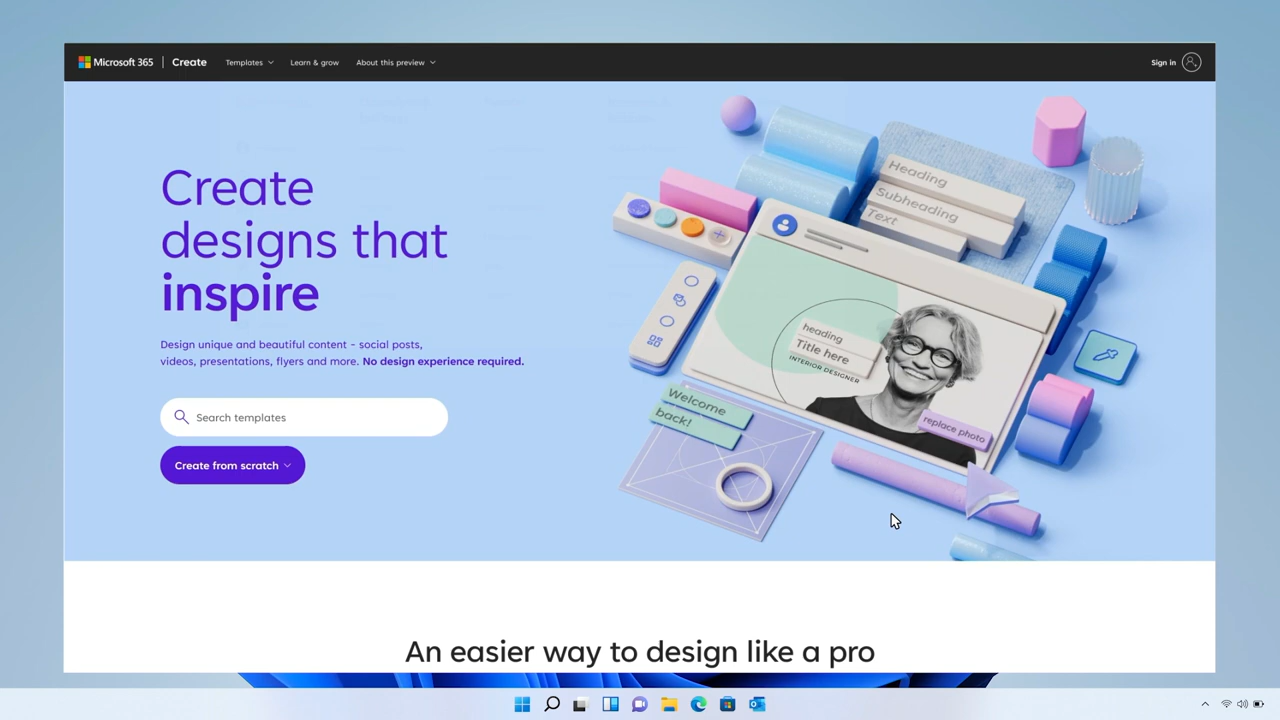 Microsoft 365 | Create Templates Learn & grow About this preview Sign in
Create
designs that
inspire
Design unique and beautiful content - social posts,
videos, presentations, flyers and more. No design experience required.
Search templates
Create from scratch
Heading
Subheading
Text
heading
Title here
INTERIOR DESIGNER
replace photo
Welcome
back!
An easier way to design like a pro